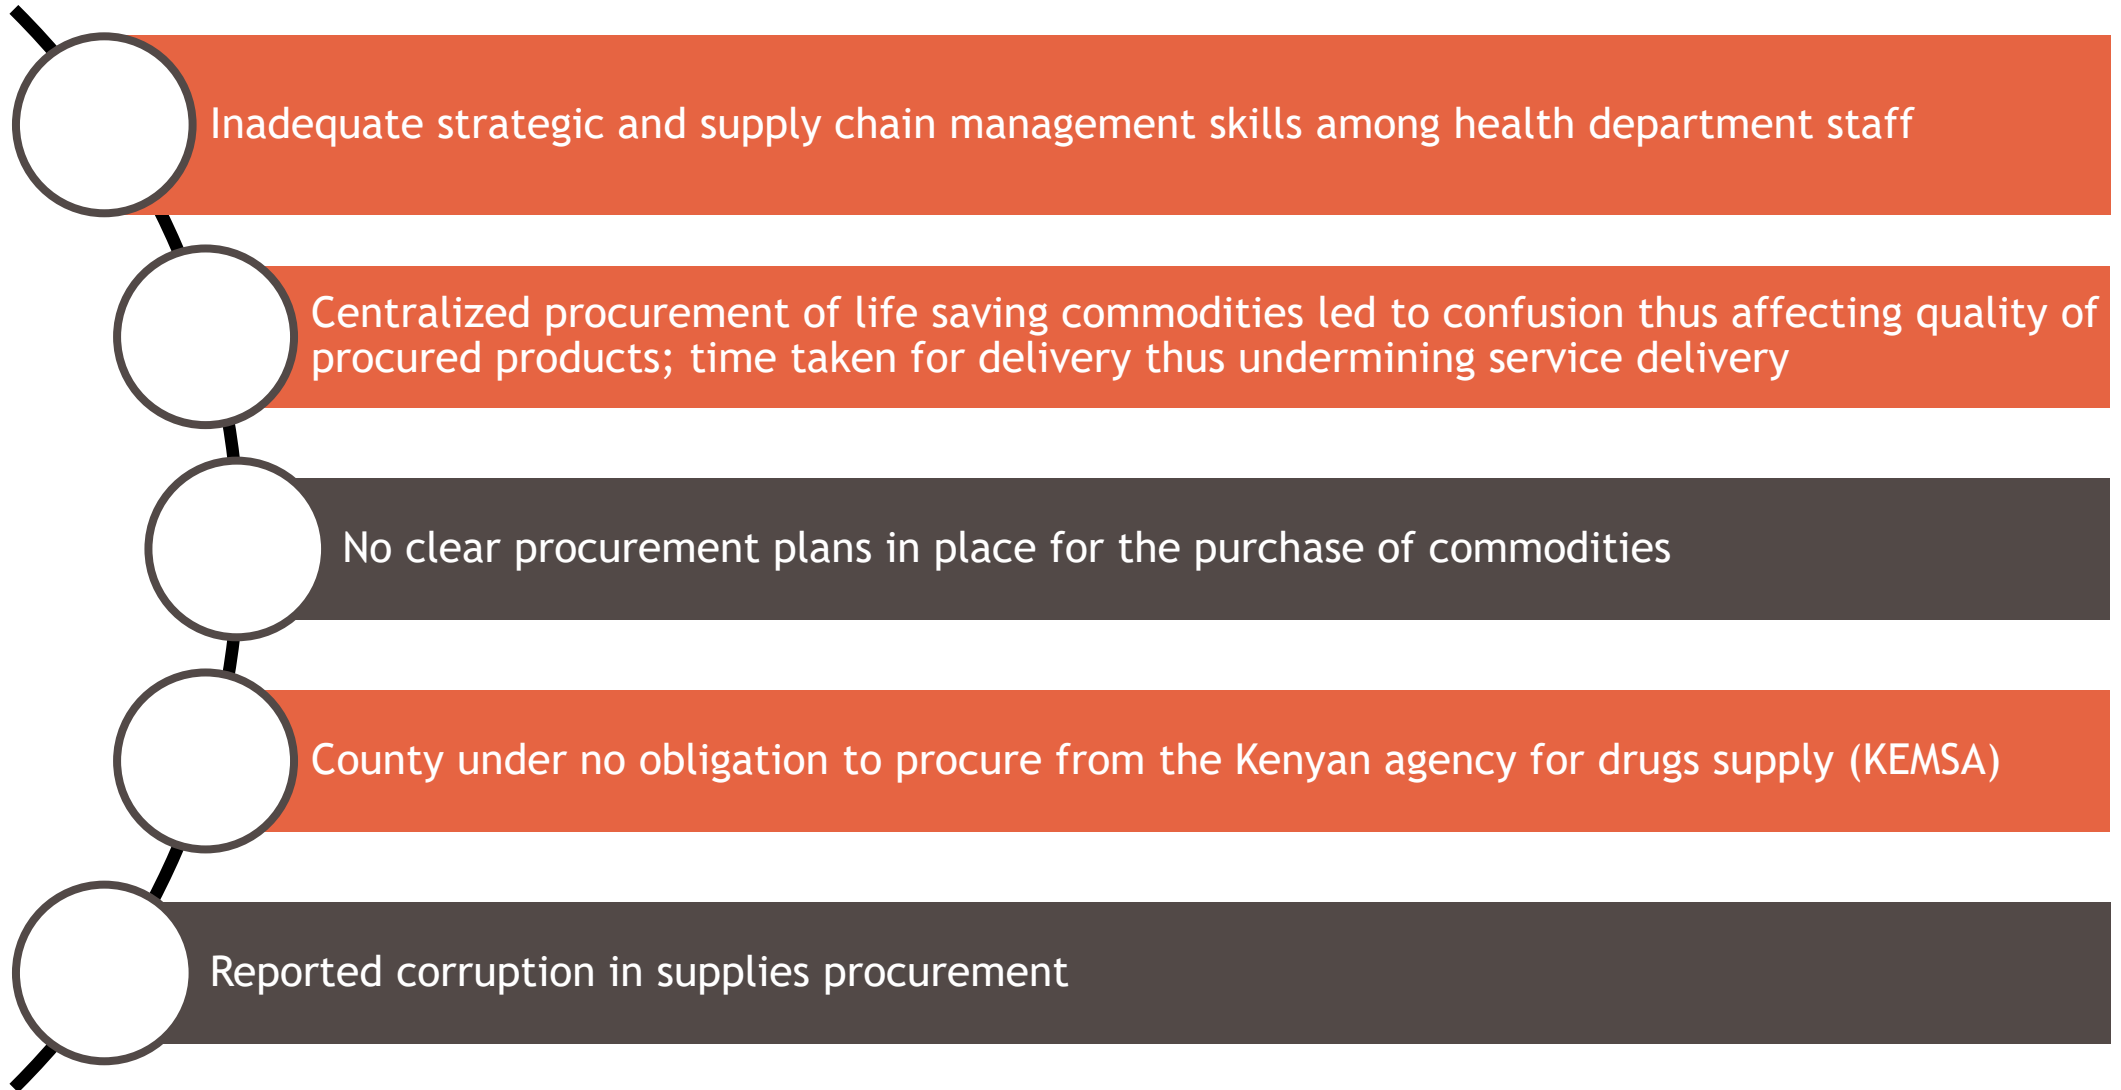 Inadequate strategic and supply chain management skills among health department staff
Centralized procurement of life saving commodities led to confusion thus affecting quality of
procured products; time taken for delivery thus undermining service delivery
No clear procurement plans in place for the purchase of commodities
County under no obligation to procure from the Kenyan agency for drugs supply (KEMSA)
Reported corruption in supplies procurement